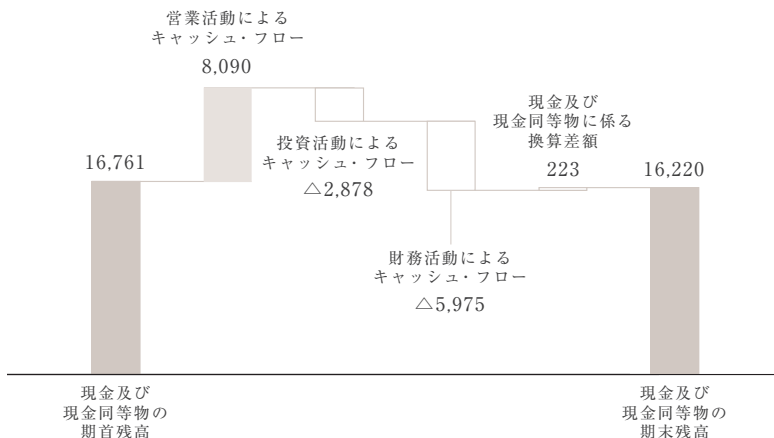 営業活動による
キャッシュ・フロー
8,090
16,761
投資活動による
キャッシュ・フロー
△2,878
財務活動による
キャッシュ・フロー
△5,975
現金及び
現金同等物に係る
換算差額
223
16,220
現金及び
現金同等物の
期首残高
現金及び
現金同等物の
期末残高